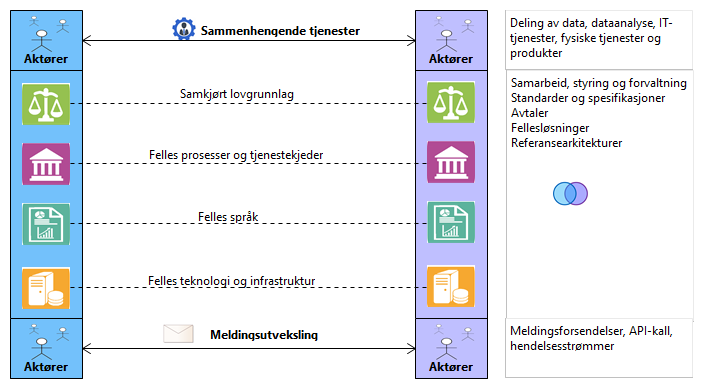 Aktører
Sammenhengende tjenester
Aktører
Deling av data, dataanalyse, IT-
tjenester, fysiske tjenester og
produkter
Samkjørt lovgrunnlag
Felles prosesser og tjenestekjeder
Felles språk
Felles teknologi og infrastruktur
Samarbeid, styring og forvaltning
Standarder og spesifikasjoner
Avtaler
Fellesløsninger
Referansearkitekturer
Aktører
Meldingsutveksling
Aktører
Meldingsforsendelser, API-kall,
hendelsesstrømmer